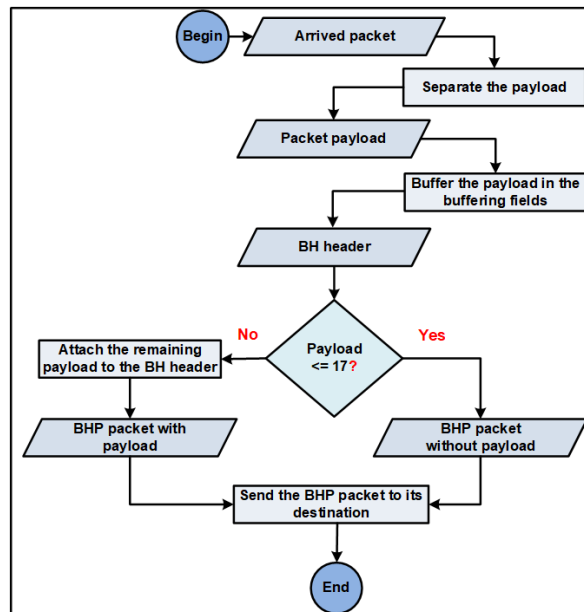 Begin
Arrived packet
Separate the payload
Packet payload
Buffer the payload in the
buffering fields
BH header
No
Payload
<= 17?
Yes
Attach the remaining
payload to the BH header
BHP packet with
payload
BHP packet
without payload
Send the BHP packet to its
destination
End